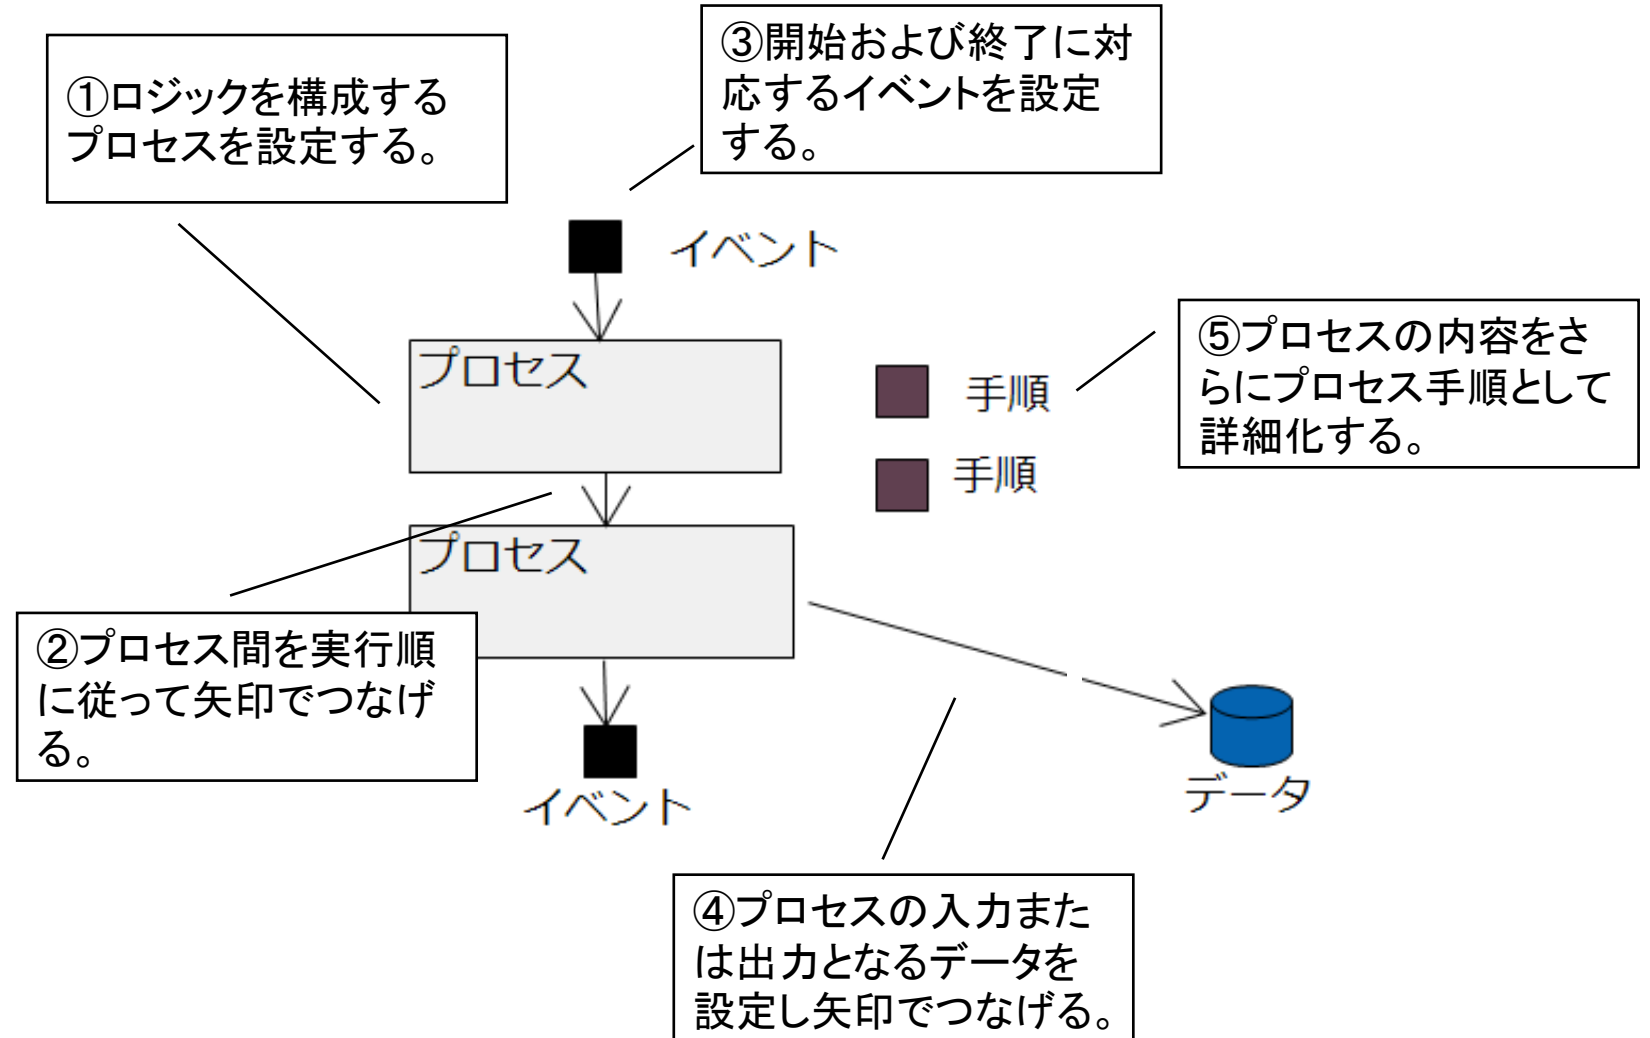 ①ロジックを構成する
プロセスを設定する。
③開始および終了に対
応するイベントを設定
する。
イベント
プロセス
手順
手順
⑤プロセスの内容をさ
らにプロセス手順として
詳細化する。
プロセス
②プロセス間を実行順
に従って矢印でつなげ
る。
イベント
データ
④プロセスの入力また
は出力となるデータを
設定し矢印でつなげる。